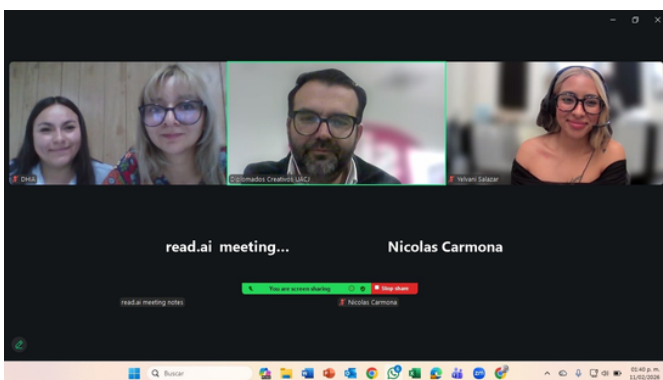 DHIA
Diplomados Creativos UACJ
Yelvani Salazar
read.ai meeting...
Nicolas Carmona
You are screen sharing
Stop share
read.ai meeting notes
Nicolas Carmona
Buscar
01:40 p. m.
11/02/2026